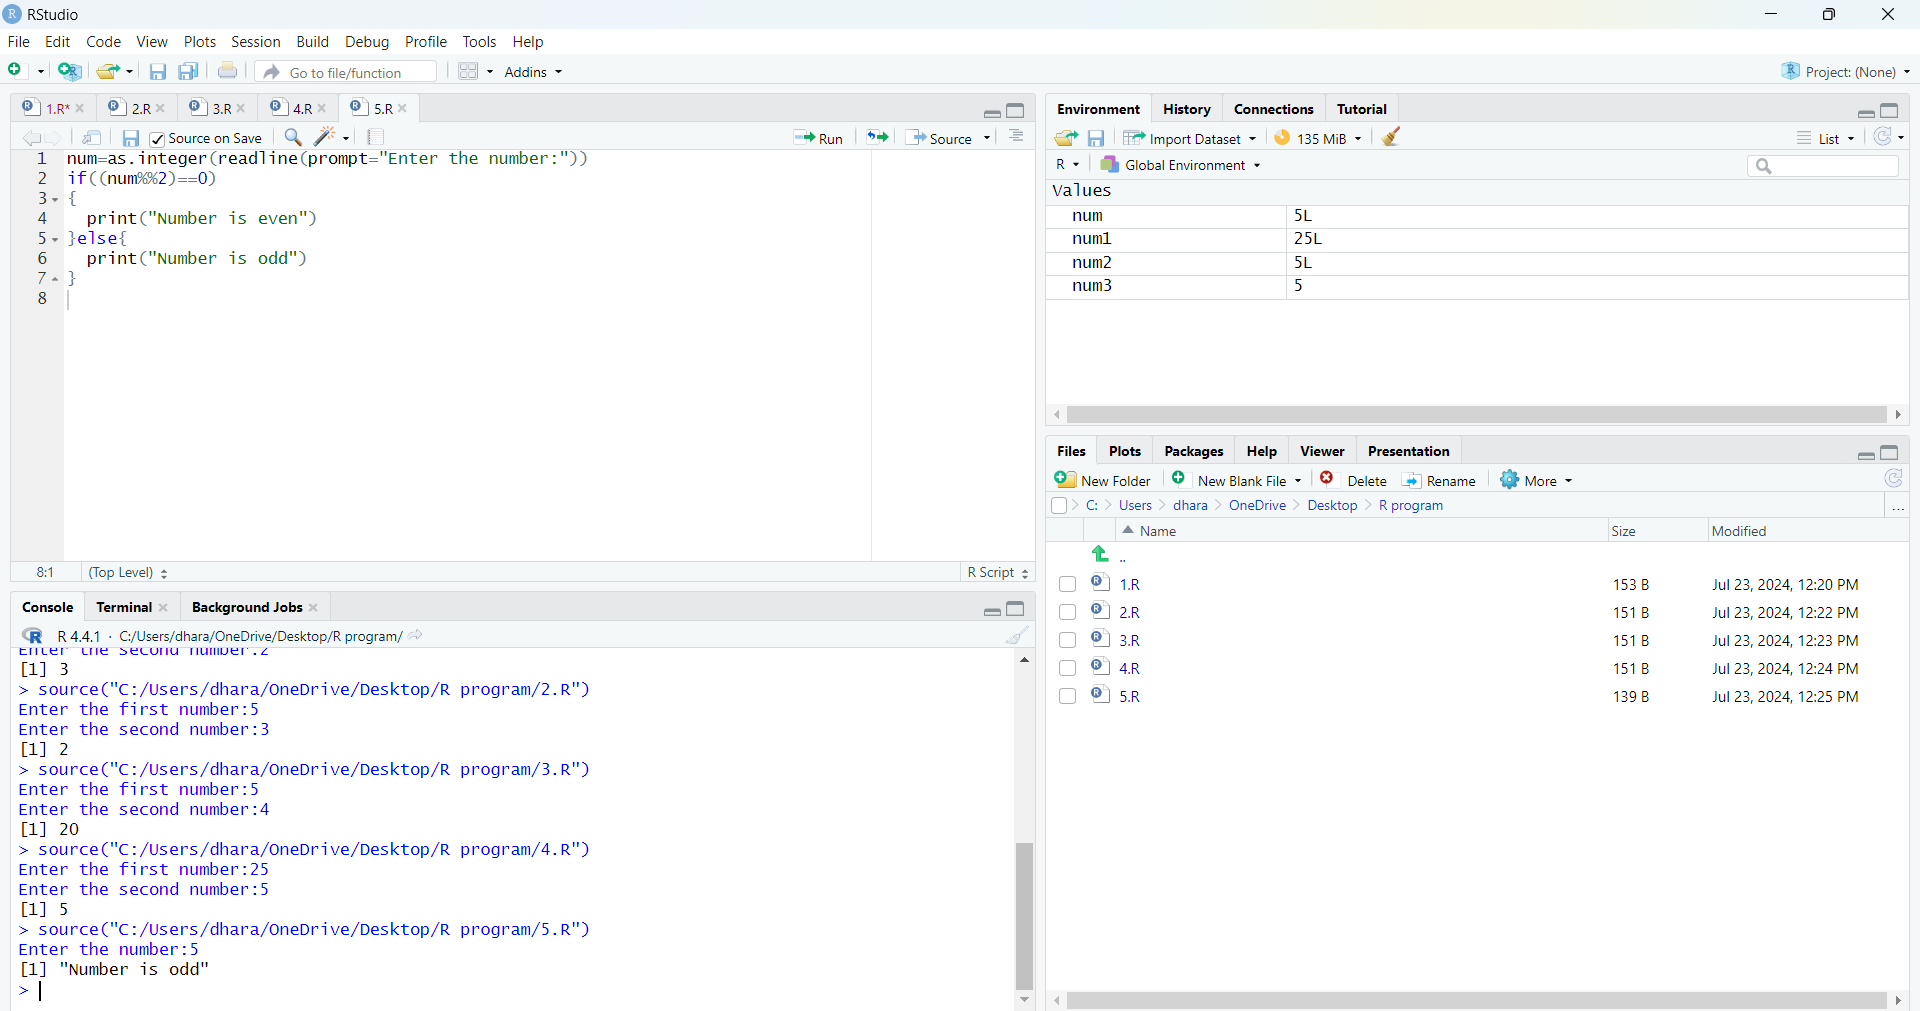 RStudio
File Edit Code View Plots Session Build Debug Profile Tools Help
Go to file/function Addins Project: (None)
1.R* 2.R 3.R 4.R 5.R
Source on Save Run Source
1 num=as.integer(readline(prompt="Enter the number:"))
2 if((num%%2)==0)
3 {
4 print("Number is even")
5 }else{
6 print("Number is odd")
7 }
8
8:1 (Top Level) R Script
Console Terminal Background Jobs
R 4.4.1 · C:/Users/dhara/OneDrive/Desktop/R program/
Enter the second number:2
[1] 3
> source("C:/Users/dhara/OneDrive/Desktop/R program/2.R")
Enter the first number:5
Enter the second number:3
[1] 2
> source("C:/Users/dhara/OneDrive/Desktop/R program/3.R")
Enter the first number:5
Enter the second number:4
[1] 20
> source("C:/Users/dhara/OneDrive/Desktop/R program/4.R")
Enter the first number:25
Enter the second number:5
[1] 5
> source("C:/Users/dhara/OneDrive/Desktop/R program/5.R")
Enter the number:5
[1] "Number is odd"
>
Environment History Connections Tutorial
Import Dataset 135 MiB List
R Global Environment
Values
num 5L
num1 25L
num2 5L
num3 5
Files Plots Packages Help Viewer Presentation
New Folder New Blank File Delete Rename More
C: > Users > dhara > OneDrive > Desktop > R program ...
Name Size Modified
..
1.R 153 B Jul 23, 2024, 12:20 PM
2.R 151 B Jul 23, 2024, 12:22 PM
3.R 151 B Jul 23, 2024, 12:23 PM
4.R 151 B Jul 23, 2024, 12:24 PM
5.R 139 B Jul 23, 2024, 12:25 PM